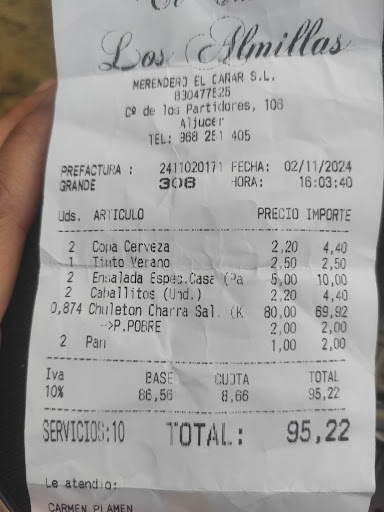 Los Almillas
MERENDERO EL CAÑAR S.L.
B30477525
Cº de los Partidores, 108
Aljucer
TEL: 968 251 405
PREFACTURA : 2411020171 FECHA: 02/11/2024
GRANDE 308 HORA: 16:03:40
Uds. ARTICULO PRECIO IMPORTE
2 Copa Cerveza 2,20 4,40
1 Tinto Verano 2,50 2,50
2 Ensalada Espec.Casa (Pa 5,00 10,00
2 Caballitos (Und.) 2,20 4,40
0,874 Chuleton Charra Sal. (K 80,00 69,92
-->P.POBRE 2,00 2,00
2 Pan 1,00 2,00
Iva BASE CUOTA TOTAL
10% 86,56 8,66 95,22
SERVICIOS:10 TOTAL: 95,22
Le atendio:
CARMEN PLAMEN